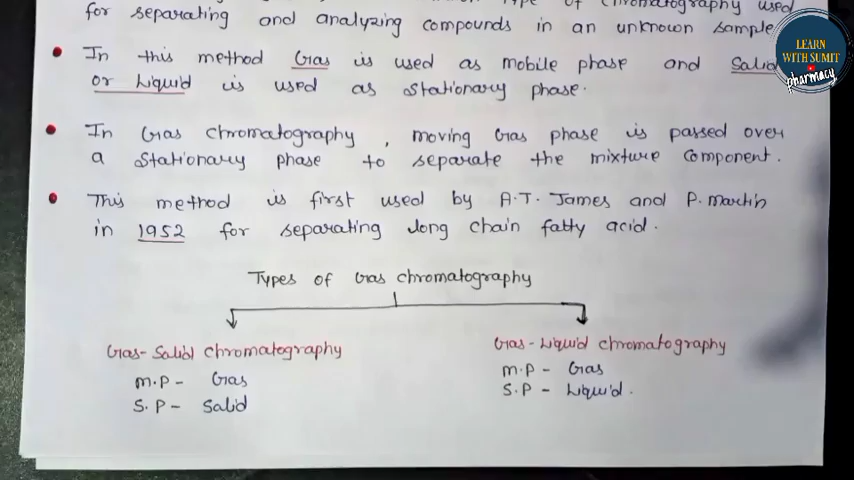 Chromatography used
for separating and analyzing compounds in an unknown sample
In this method Gas is used as mobile phase and Solid
or Liquid is used as stationary phase.
In Gas chromatography, moving Gas phase is passed over
a stationary phase to separate the mixture component.
This method is first used by A.T. James and P. martin
in 1952 for separating long chain fatty acid.
Types of Gas chromatography
Gas-Solid chromatography
M.P - Gas
S.P - Solid
Gas-Liquid chromatography
M.P - Gas
S.P - Liquid.
LEARN
WITH SUMIT
pharmacy